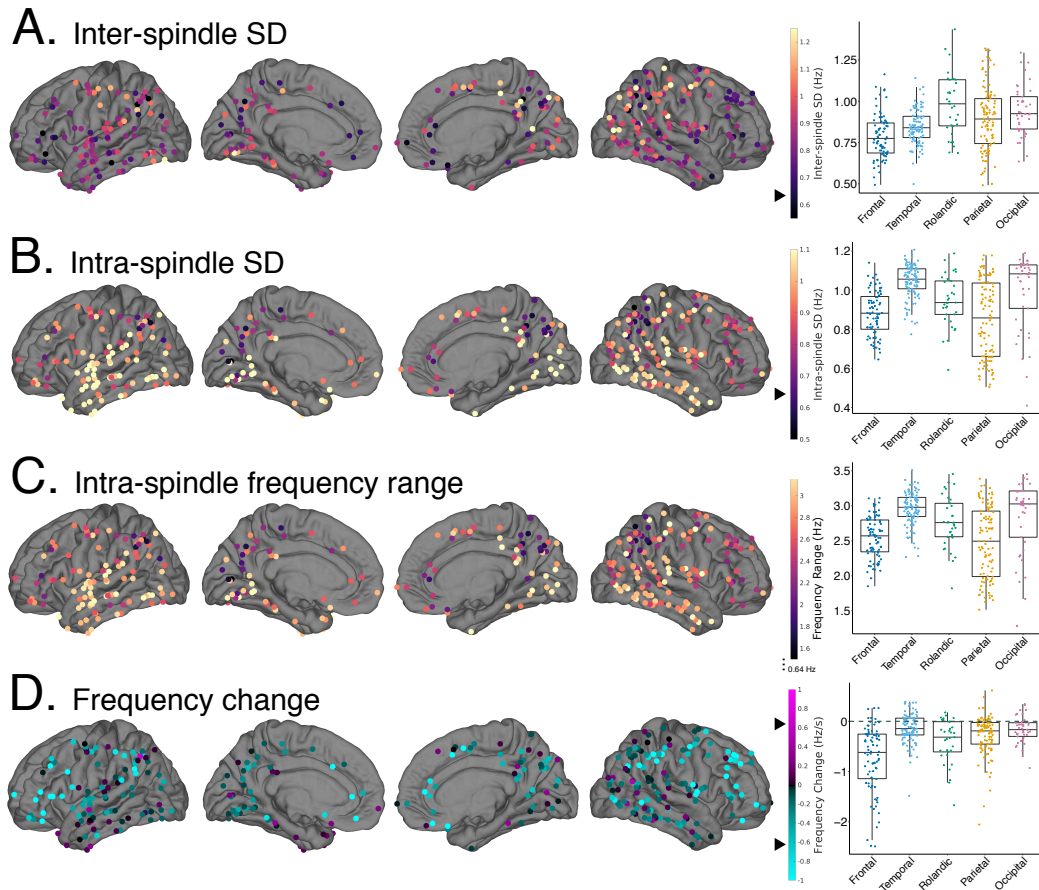 A. Inter-spindle SD
1.2
1.1
1
0.9
0.8
0.7
0.6
Inter-spindle SD (Hz)
1.25
1.00
0.75
0.50
Frontal
Temporal
Rolandic
Parietal
Occipital
B. Intra-spindle SD
1.1
1
0.9
0.8
0.7
0.6
0.5
Intra-spindle SD (Hz)
1.2
1.0
0.8
0.6
0.4
Frontal
Temporal
Rolandic
Parietal
Occipital
C. Intra-spindle frequency range
3
2.8
2.6
2.4
2.2
2
1.8
1.6
0.64 Hz
Frequency Range (Hz)
3.5
3.0
2.5
2.0
1.5
Frontal
Temporal
Rolandic
Parietal
Occipital
D. Frequency change
1
0.8
0.6
0.4
0.2
0
-0.2
-0.4
-0.6
-0.8
-1
Frequency Change (Hz/s)
0
−1
−2
Frontal
Temporal
Rolandic
Parietal
Occipital